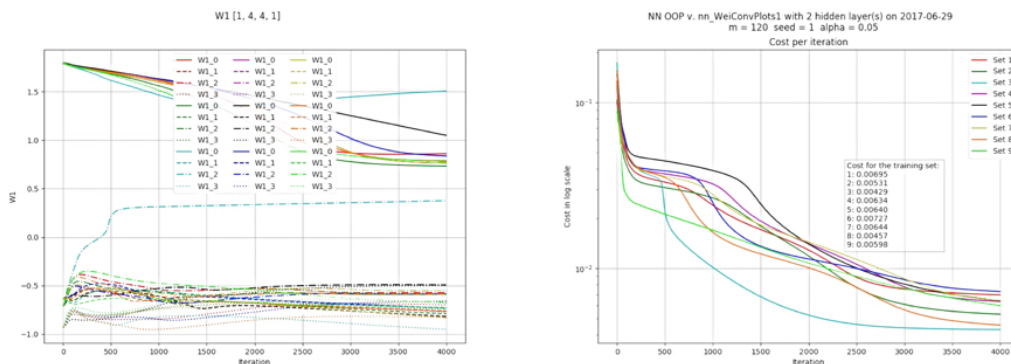 W1 [1, 4, 4, 1]
W1
1.5
1.0
0.5
0.0
−0.5
−1.0
W1_0 W1_0 W1_0
W1_1 W1_1 W1_1
W1_2 W1_2 W1_2
W1_3 W1_3 W1_3
W1_0 W1_0 W1_0
W1_1 W1_1 W1_1
W1_2 W1_2 W1_2
W1_3 W1_3 W1_3
W1_0 W1_0 W1_0
W1_1 W1_1 W1_1
W1_2 W1_2 W1_2
W1_3 W1_3 W1_3
0 500 1000 1500 2000 2500 3000 3500 4000
Iteration
NN OOP v. nn_WeiConvPlots1 with 2 hidden layer(s) on 2017-06-29
m = 120 seed = 1 alpha = 0.05
Cost per iteration
Cost in log scale
10⁻¹
10⁻²
Set 1
Set 2
Set 3
Set 4
Set 5
Set 6
Set 7
Set 8
Set 9
Cost for the training set:
1: 0.00695
2: 0.00531
3: 0.00429
4: 0.00634
5: 0.00640
6: 0.00727
7: 0.00644
8: 0.00457
9: 0.00598
0 500 1000 1500 2000 2500 3000 3500 4000
Iteration